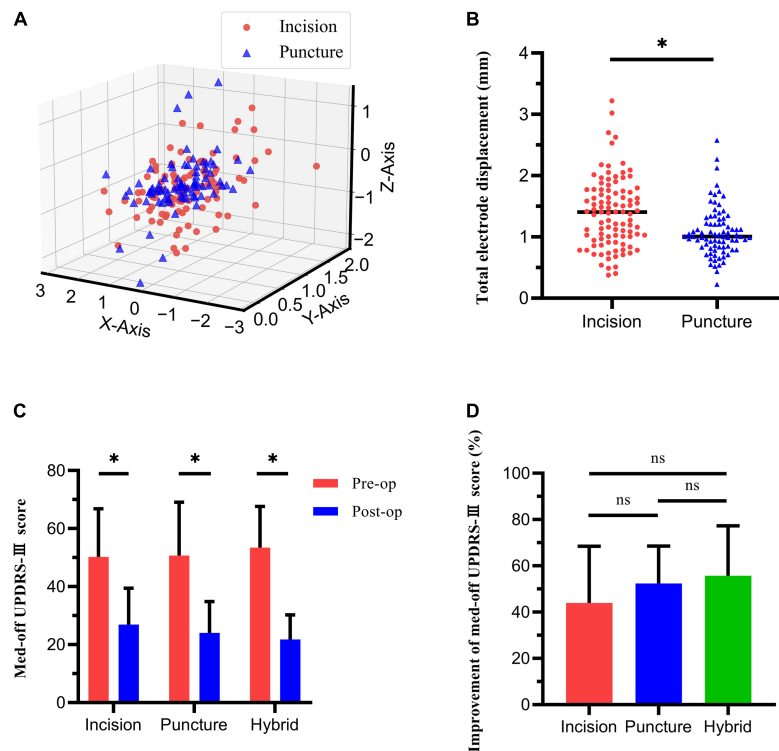 A
Incision
Puncture
1
0
−1
−2
Z-Axis
3
2
1
0
−1
−2
−3
X-Axis
0.0
0.5
1.0
1.5
2.0
Y-Axis
B
Total electrode displacement (mm)
4
3
2
1
0
*
Incision
Puncture
C
Med-off UPDRS-Ⅲ score
80
60
40
20
0
*
*
*
Pre-op
Post-op
Incision
Puncture
Hybrid
D
Improvement of med-off UPDRS-Ⅲ score (%)
100
80
60
40
20
0
ns
ns
ns
Incision
Puncture
Hybrid